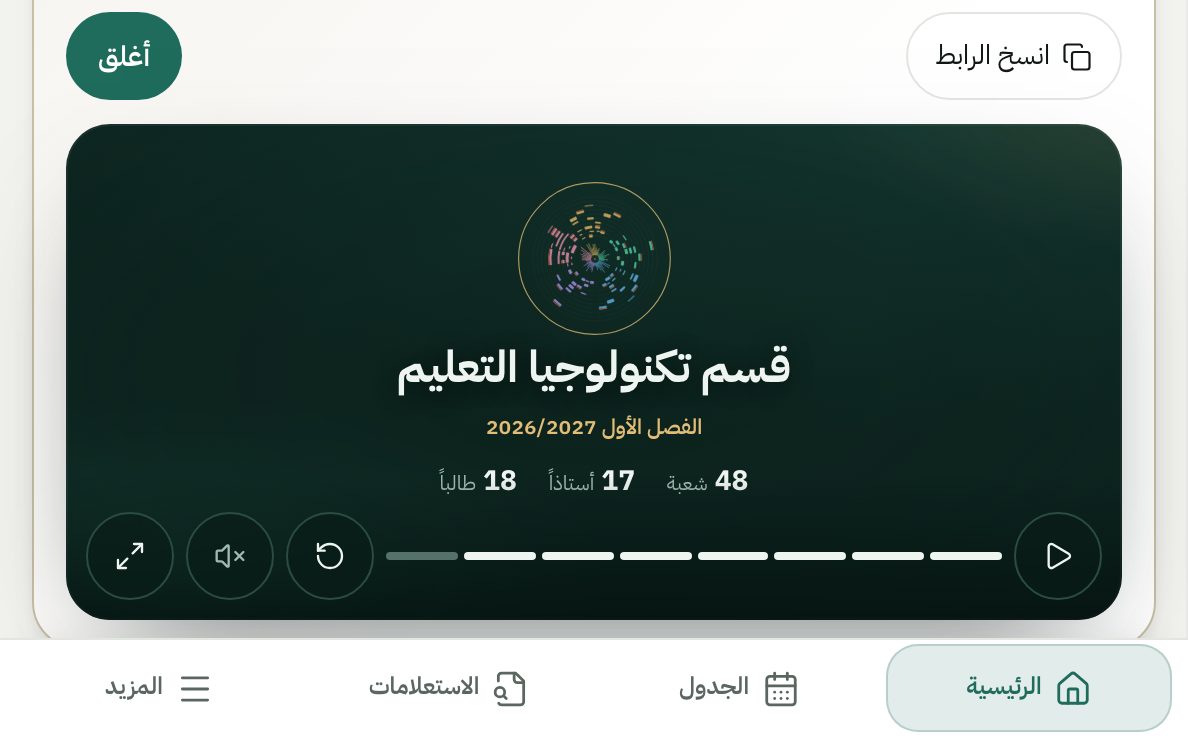 انسخ الرابط
أغلق
قسم تكنولوجيا التعليم
الفصل الأول 2026/2027
48 شعبة 17 أستاذاً 18 طالباً
الرئيسية
الجدول
الاستعلامات
المزيد